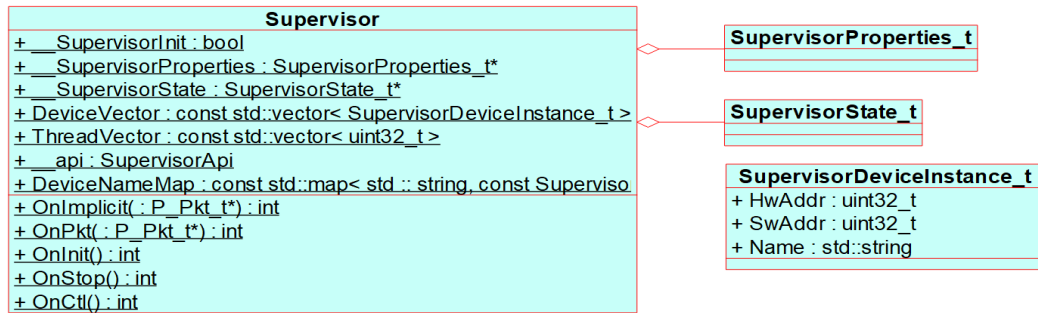 Supervisor
+ __SupervisorInit : bool
+ __SupervisorProperties : SupervisorProperties_t*
+ __SupervisorState : SupervisorState_t*
+ DeviceVector : const std::vector< SupervisorDeviceInstance_t >
+ ThreadVector : const std::vector< uint32_t >
+ __api : SupervisorApi
+ DeviceNameMap : const std::map< std :: string, const Superviso
+ OnImplicit( : P_Pkt_t*) : int
+ OnPkt( : P_Pkt_t*) : int
+ OnInit() : int
+ OnStop() : int
+ OnCtl() : int
SupervisorProperties_t
SupervisorState_t
SupervisorDeviceInstance_t
+ HwAddr : uint32_t
+ SwAddr : uint32_t
+ Name : std::string